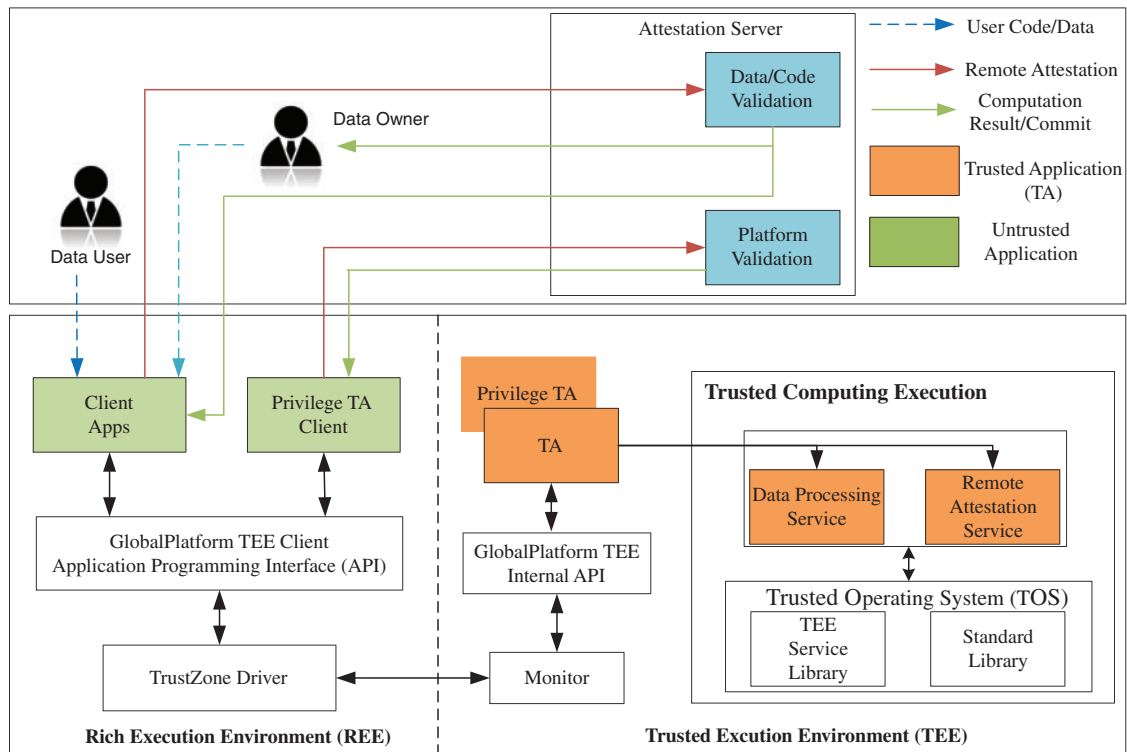 Attestation Server
Data/Code
Validation
Data Owner
Data User
Platform
Validation
User Code/Data
Remote Attestation
Computation
Result/Commit
Trusted Application
(TA)
Untrusted
Application
Client
Apps
Privilege TA
Client
GlobalPlatform TEE Client
Application Programming Interface (API)
TrustZone Driver
Rich Execution Environment (REE)
Privilege TA
TA
GlobalPlatform TEE
Internal API
Monitor
Trusted Computing Execution
Data Processing
Service
Remote
Attestation
Service
Trusted Operating System (TOS)
TEE
Service
Library
Standard
Library
Trusted Excution Environment (TEE)